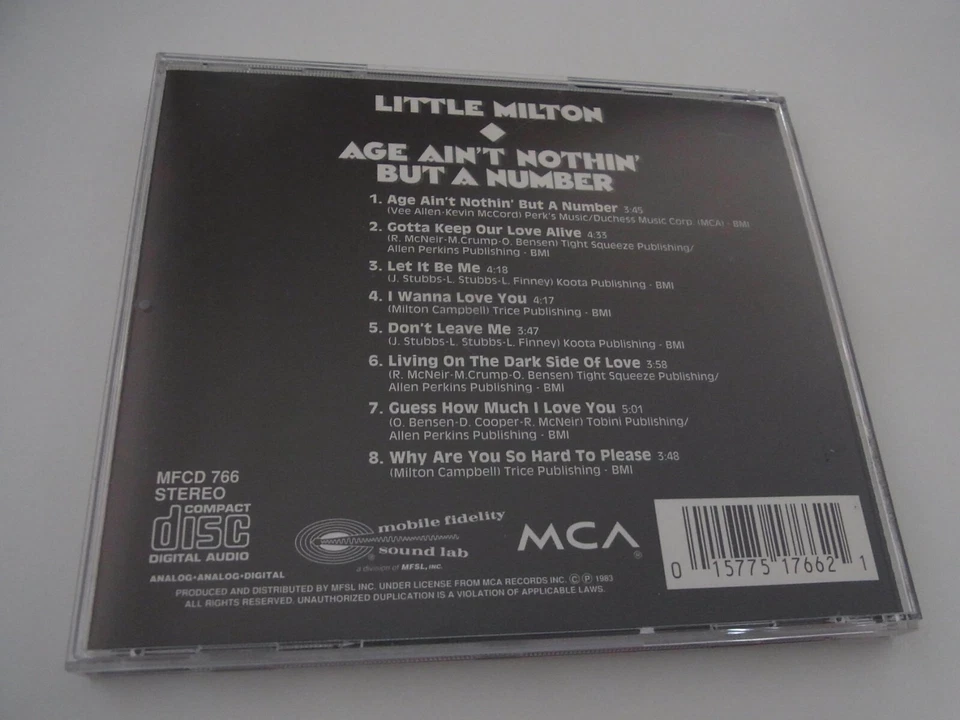 LITTLE MILTON
AGE AIN'T NOTHIN'
BUT A NUMBER
1. Age Ain't Nothin' But A Number 3:45
(Vee Allen-Kevin McCord) Perk's Music/Duchess Music Corp. (MCA) - BMI
2. Gotta Keep Our Love Alive 4:33
(R. McNeir-M.Crump-O. Bensen) Tight Squeeze Publishing/
Allen Perkins Publishing - BMI
3. Let It Be Me 4:18
(J. Stubbs-L. Stubbs-L. Finney) Koota Publishing - BMI
4. I Wanna Love You 4:17
(Milton Campbell) Trice Publishing - BMI
5. Don't Leave Me 3:47
(J. Stubbs-L. Stubbs-L. Finney) Koota Publishing - BMI
6. Living On The Dark Side Of Love 3:58
(R. McNeir-M.Crump-O. Bensen) Tight Squeeze Publishing/
Allen Perkins Publishing - BMI
7. Guess How Much I Love You 5:01
(O. Bensen-D. Cooper-R. McNeir) Tobini Publishing/
Allen Perkins Publishing - BMI
8. Why Are You So Hard To Please 3:48
(Milton Campbell) Trice Publishing - BMI
MFCD 766
STEREO
COMPACT
disc
DIGITAL AUDIO
mobile fidelity
sound lab
a division of MFSL, INC.
MCA
®
0 15775 17662 1
ANALOG•ANALOG•DIGITAL
PRODUCED AND DISTRIBUTED BY MFSL INC. UNDER LICENSE FROM MCA RECORDS INC. © ℗ 1983
ALL RIGHTS RESERVED. UNAUTHORIZED DUPLICATION IS A VIOLATION OF APPLICABLE LAWS.